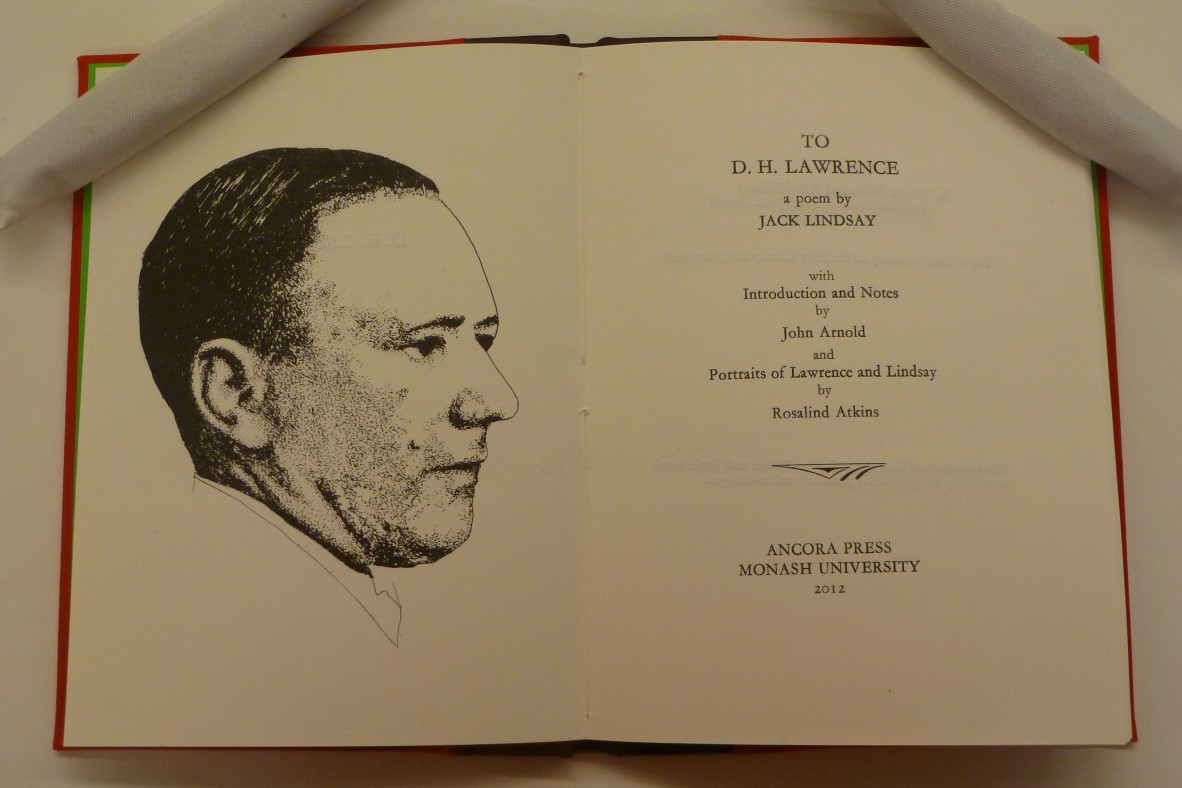 TO
D. H. LAWRENCE
a poem by
JACK LINDSAY
with
Introduction and Notes
by
John Arnold
and
Portraits of Lawrence and Lindsay
by
Rosalind Atkins
ANCORA PRESS
MONASH UNIVERSITY
2012